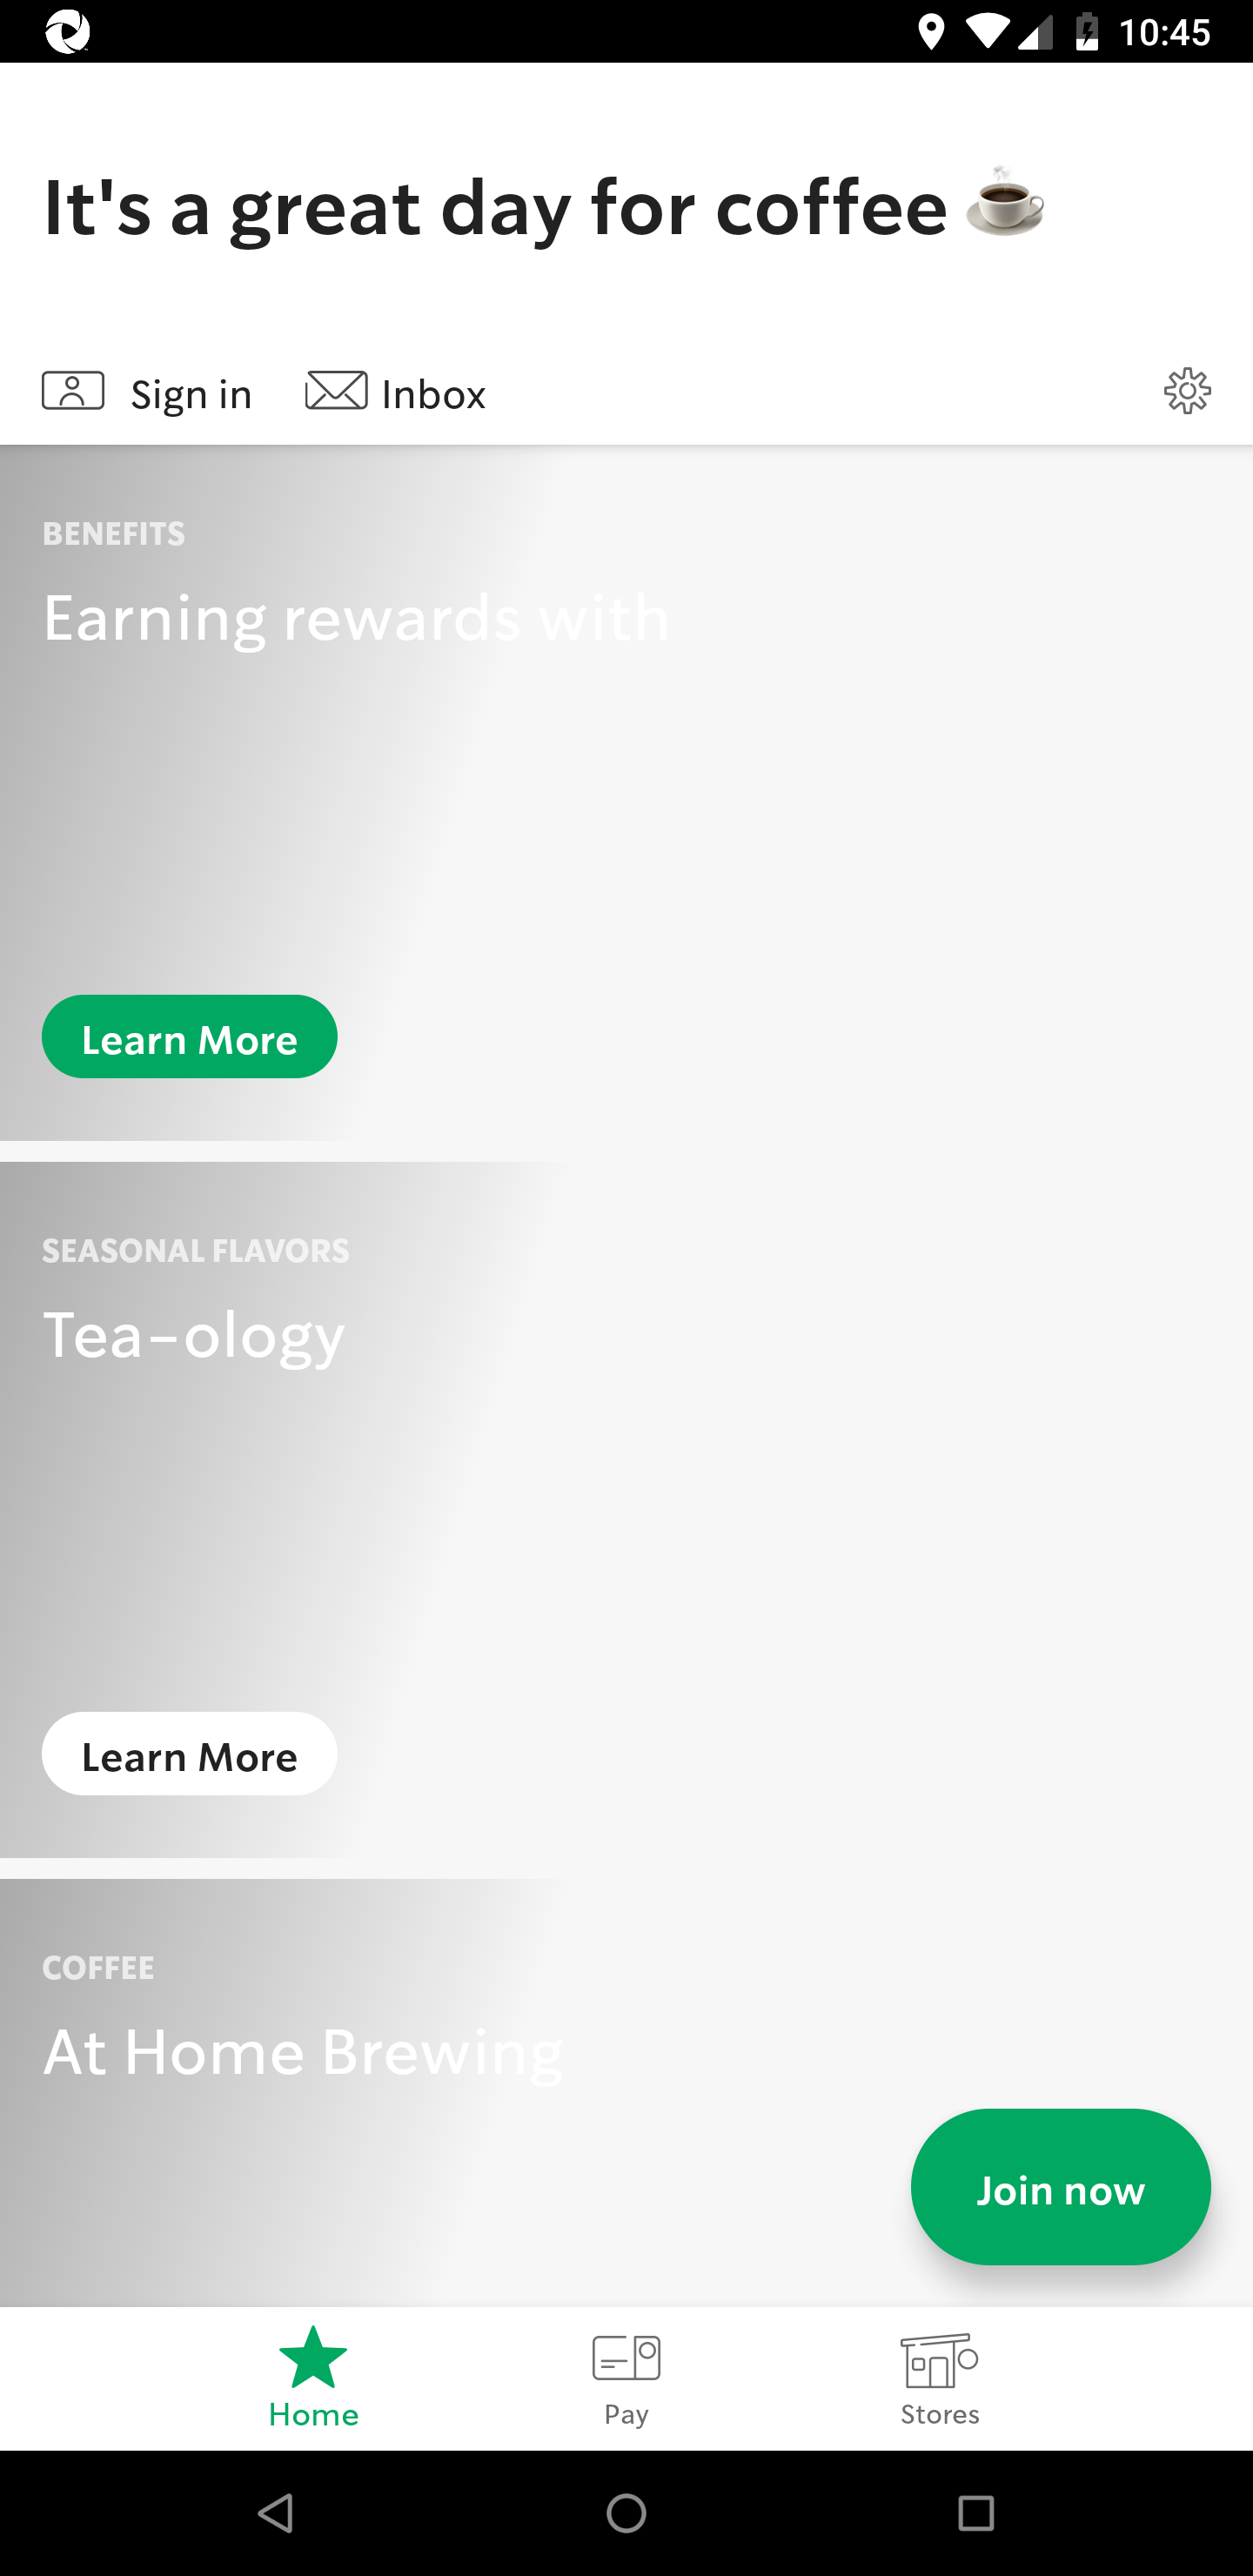 10:45
It's a great day for coffee ☕
Sign in
Inbox
BENEFITS
Earning rewards with
Learn More
SEASONAL FLAVORS
Tea-ology
Learn More
COFFEE
At Home Brewing
Join now
Home
Pay
Stores